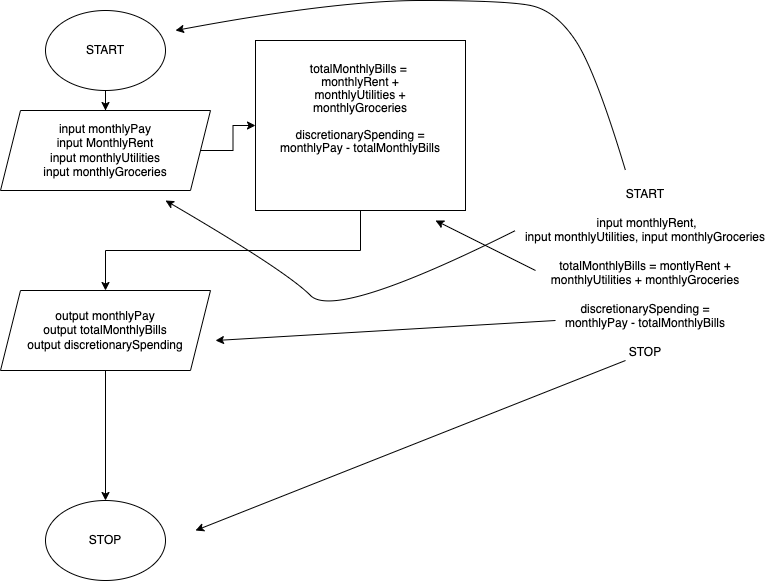 START
input monthlyPay
input MonthlyRent
input monthlyUtilities
input monthlyGroceries
totalMonthlyBills =
monthlyRent +
monthlyUtilities +
monthlyGroceries
discretionarySpending =
monthlyPay - totalMonthlyBills
output monthlyPay
output totalMonthlyBills
output discretionarySpending
STOP
START
input monthlyRent,
input monthlyUtilities, input monthlyGroceries
totalMonthlyBills = montlyRent +
monthlyUtilities + monthlyGroceries
discretionarySpending =
monthlyPay - totalMonthlyBills
STOP